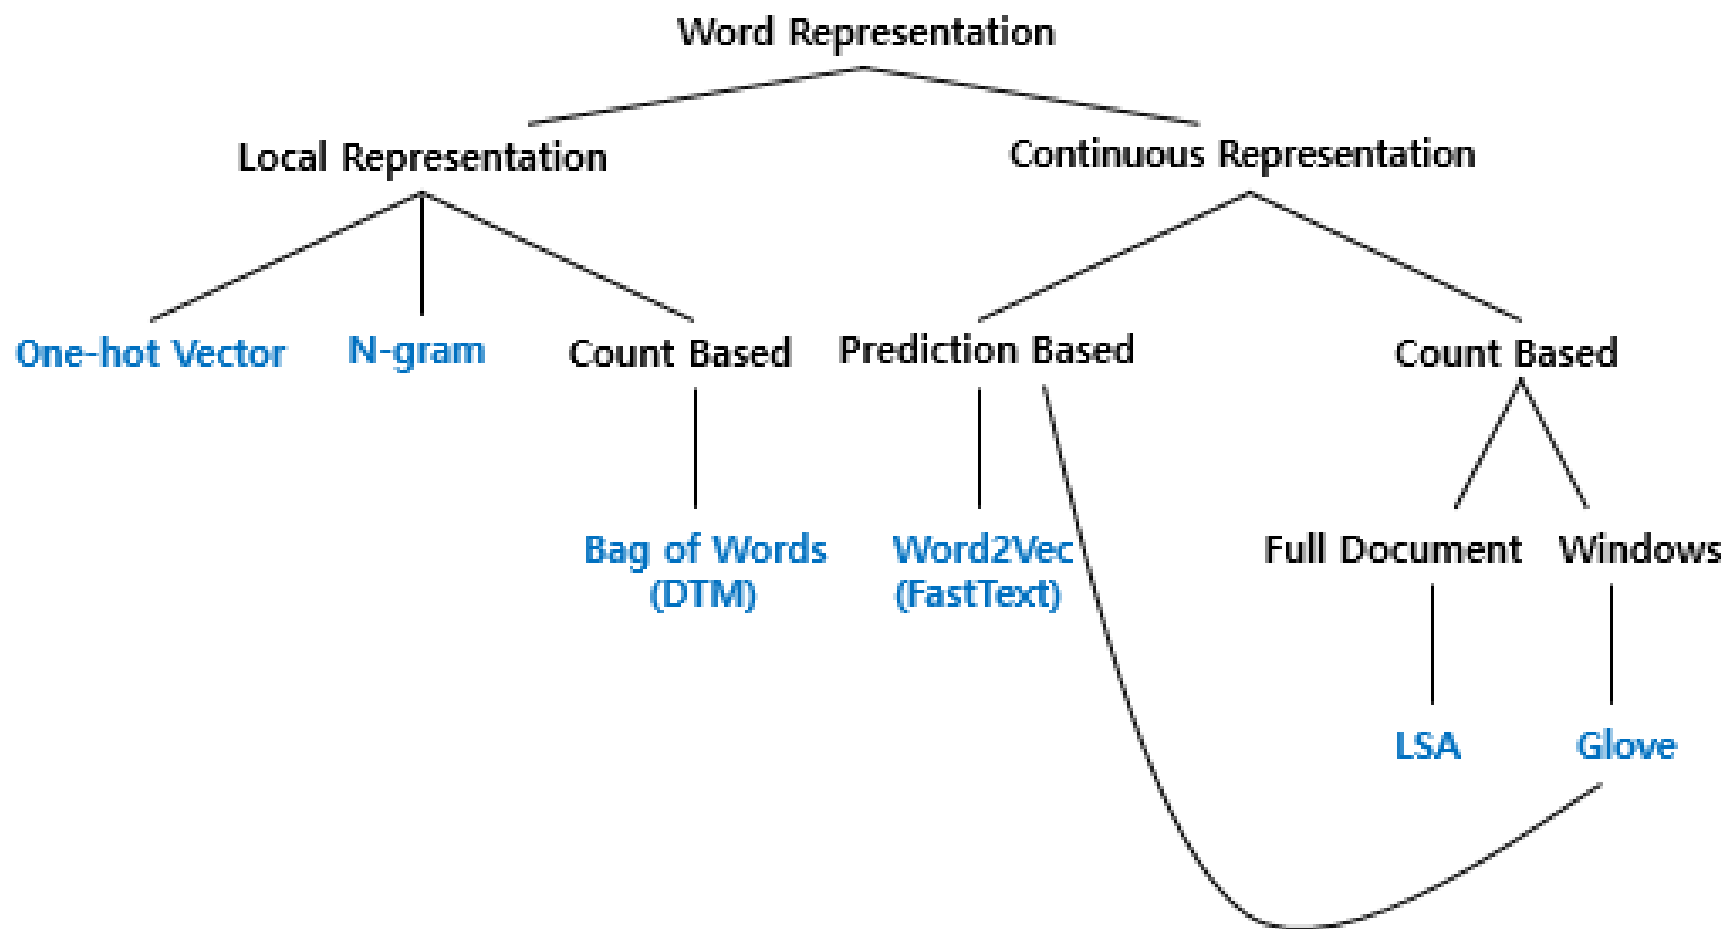 Word Representation
Local Representation
Continuous Representation
One-hot Vector
N-gram
Count Based
Prediction Based
Count Based
Bag of Words
(DTM)
Word2Vec
(FastText)
Full Document
Windows
LSA
Glove